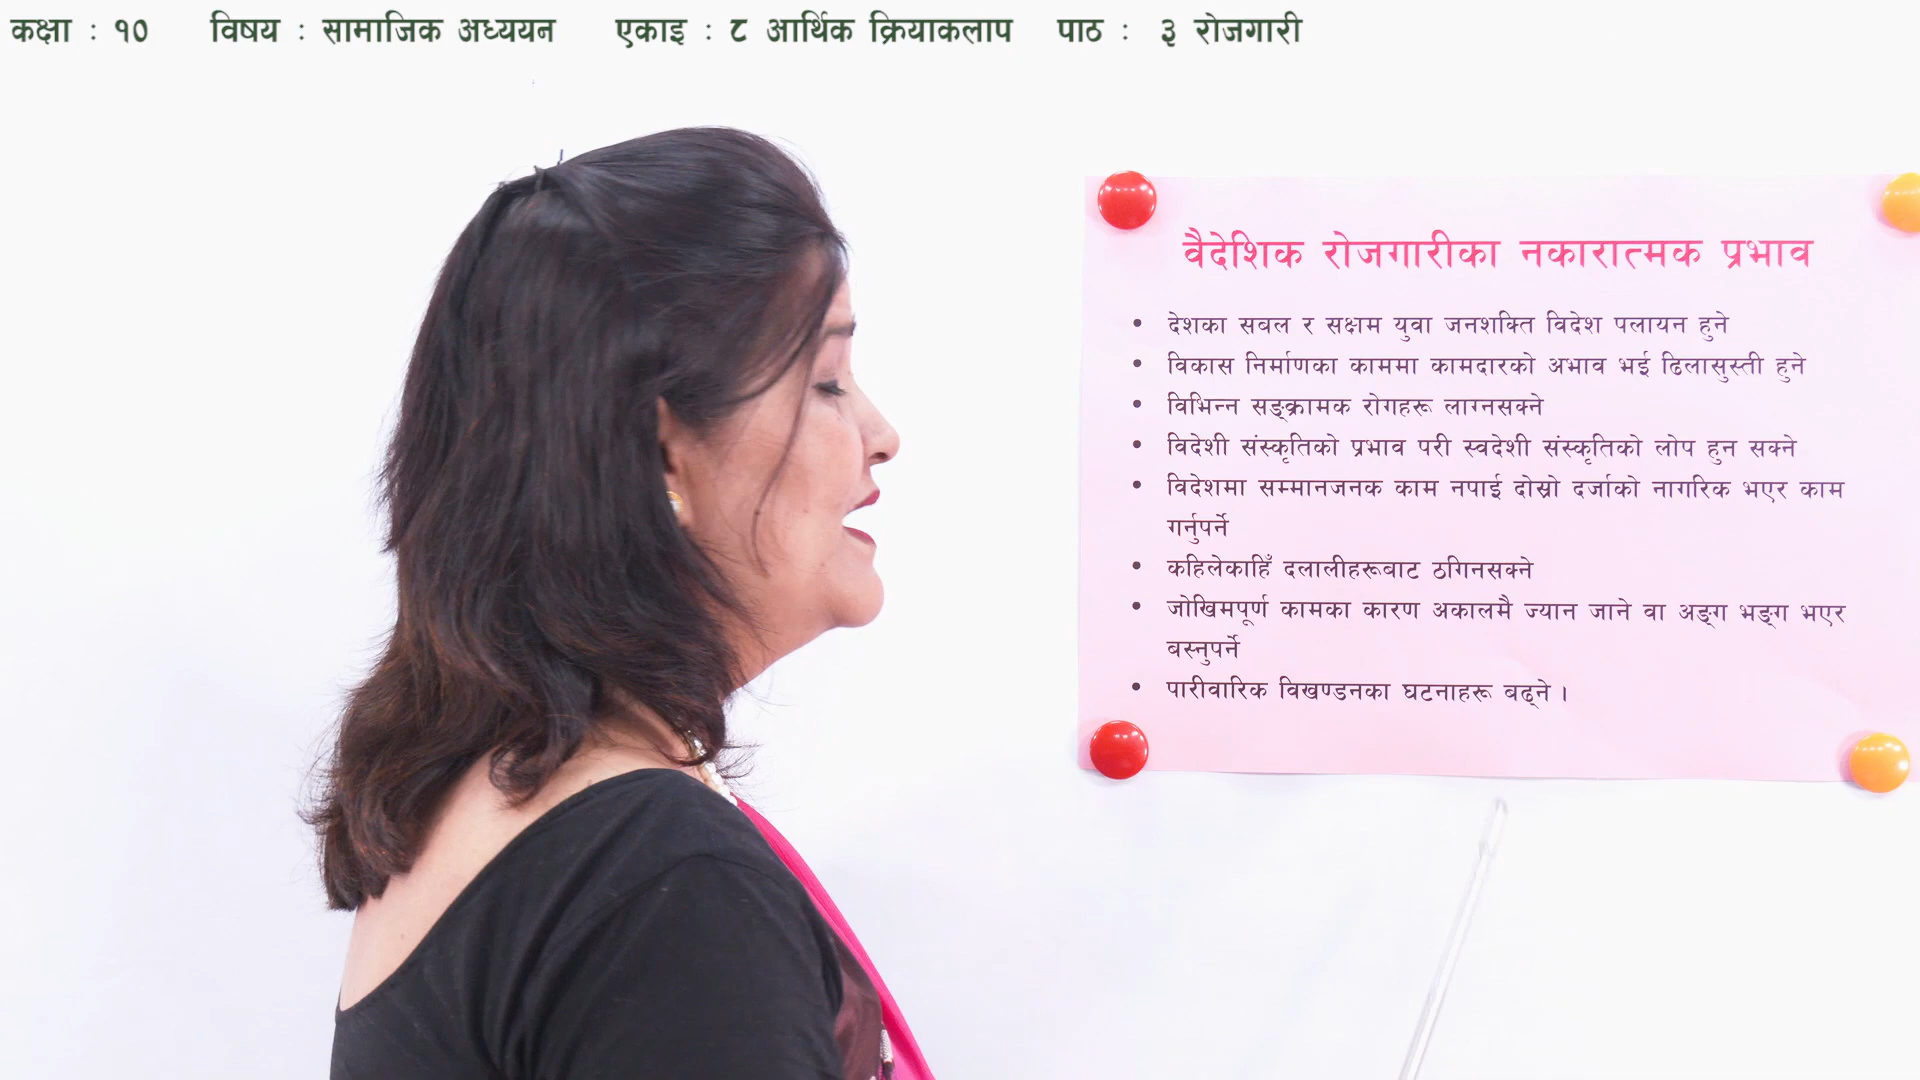 कक्षा : १० विषय : सामाजिक अध्ययन एकाइ : ८ आर्थिक क्रियाकलाप पाठ : ३ रोजगारी
वैदेशिक रोजगारीका नकारात्मक प्रभाव
• देशका सबल र सक्षम युवा जनशक्ति विदेश पलायन हुने
• विकास निर्माणका काममा कामदारको अभाव भई ढिलासुस्ती हुने
• विभिन्न सङ्क्रामक रोगहरू लाग्नसक्ने
• विदेशी संस्कृतिको प्रभाव परी स्वदेशी संस्कृतिको लोप हुन सक्ने
• विदेशमा सम्मानजनक काम नपाई दोस्रो दर्जाको नागरिक भएर काम
गर्नुपर्ने
• कहिलेकाहिँ दलालीहरूबाट ठगिनसक्ने
• जोखिमपूर्ण कामका कारण अकालमै ज्यान जाने वा अङ्ग भङ्ग भएर
बस्नुपर्ने
• पारीवारिक विखण्डनका घटनाहरू बढ्ने ।